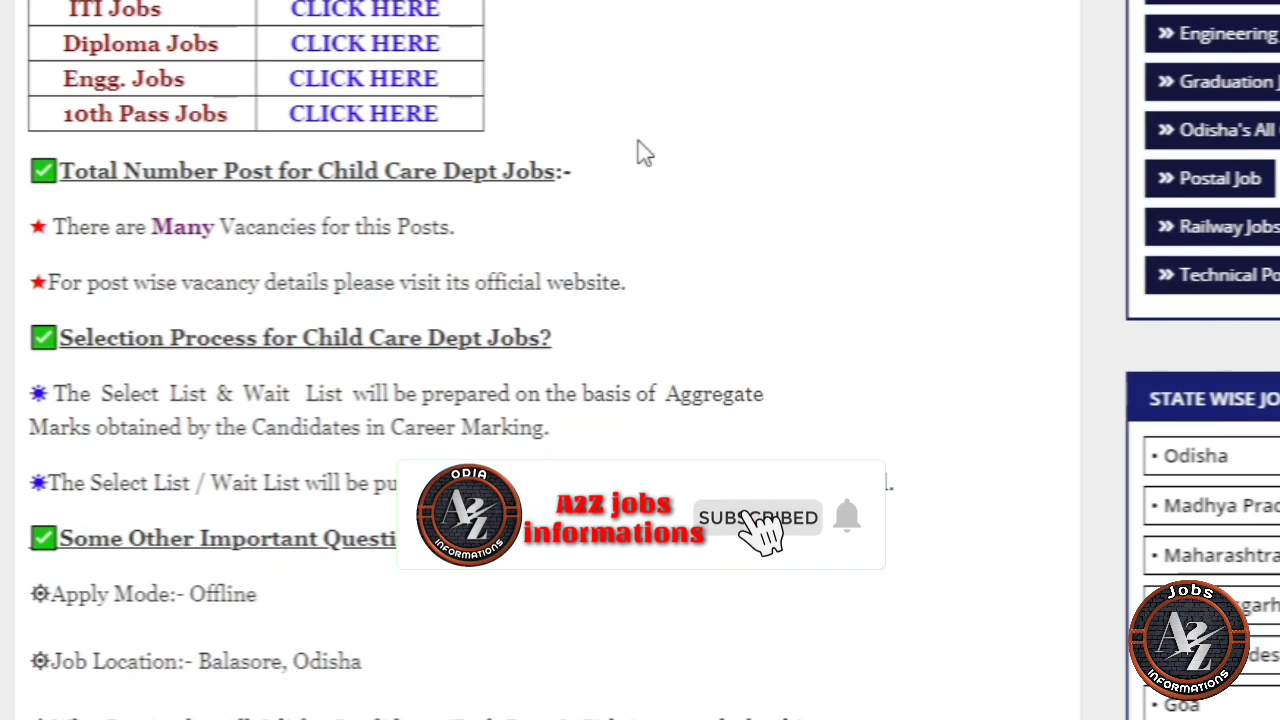 ITI Jobs CLICK HERE
Diploma Jobs CLICK HERE
Engg. Jobs CLICK HERE
10th Pass Jobs CLICK HERE
✅Total Number Post for Child Care Dept Jobs:-
★ There are Many Vacancies for this Posts.
★For post wise vacancy details please visit its official website.
✅Selection Process for Child Care Dept Jobs?
The Select List & Wait List will be prepared on the basis of Aggregate
Marks obtained by the Candidates in Career Marking.
The Select List / Wait List will be pu
✅Some Other Important Questi
Apply Mode:- Offline
Job Location:- Balasore, Odisha
ODIA
A2Z
INFORMATIONS
A2Z jobs
informations
SUBSCRIBED
» Engineering
» Graduation J
» Odisha's All
» Postal Job
» Railway Jobs
» Technical Po
STATE WISE JO
• Odisha
• Madhya Prad
• Maharashtra
• Goa
Jobs
A2Z
INFORMATIONS